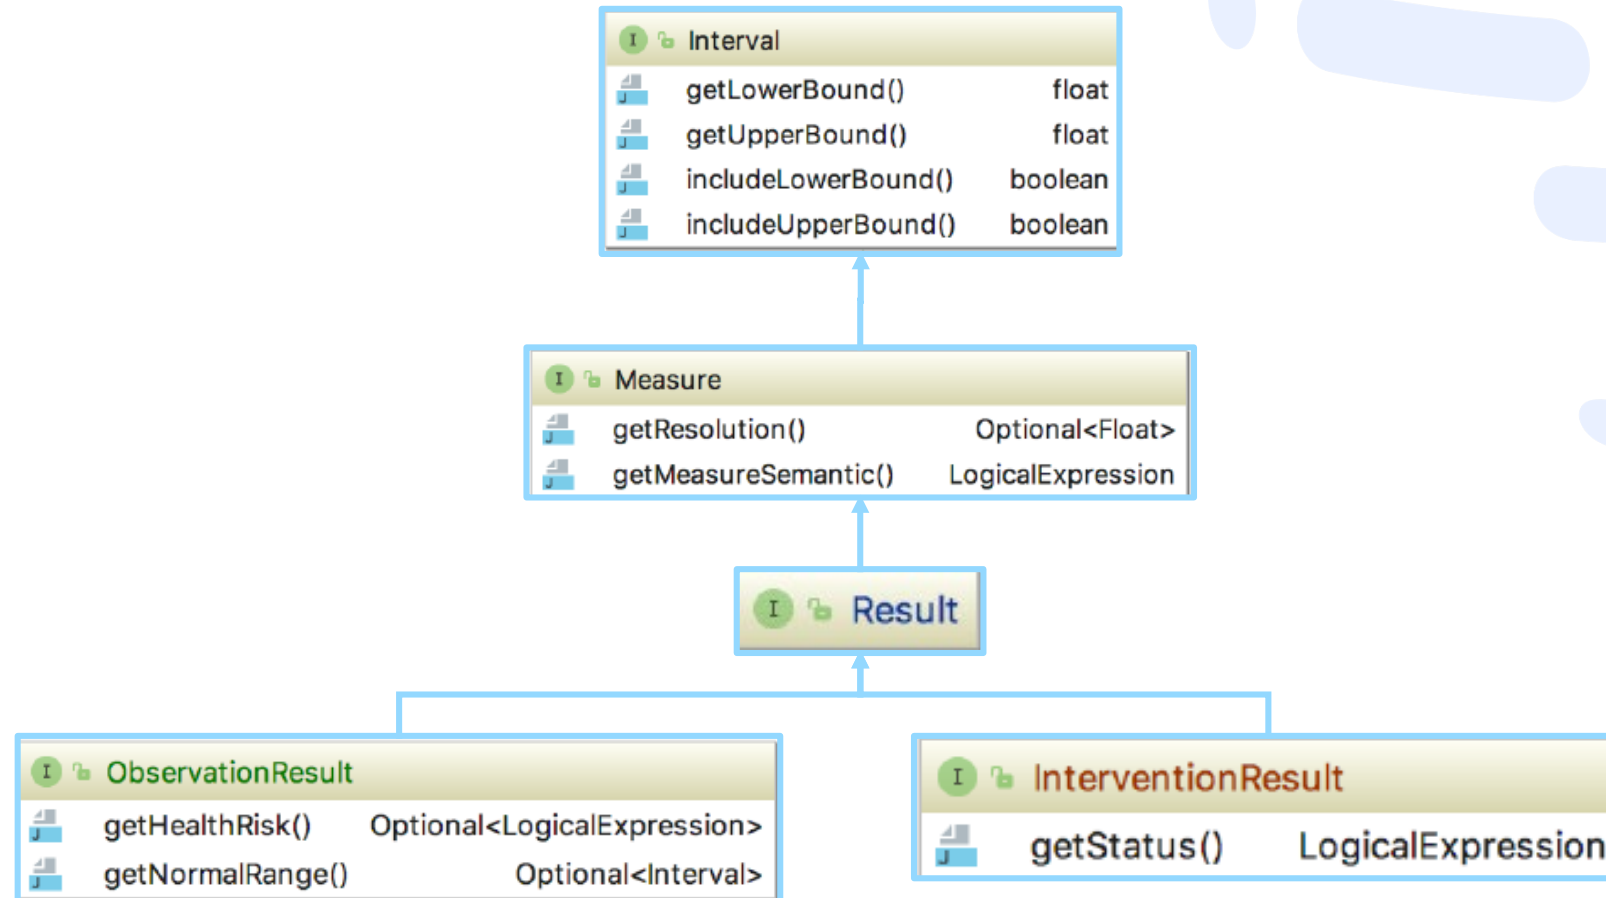 I Interval
J getLowerBound() float
J getUpperBound() float
J includeLowerBound() boolean
J includeUpperBound() boolean
I Measure
J getResolution() Optional<Float>
J getMeasureSemantic() LogicalExpression
I Result
I ObservationResult
J getHealthRisk() Optional<LogicalExpression>
J getNormalRange() Optional<Interval>
I InterventionResult
J getStatus() LogicalExpression